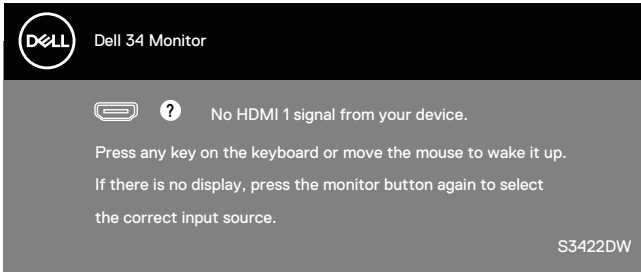 DELL
Dell 34 Monitor
? No HDMI 1 signal from your device.
Press any key on the keyboard or move the mouse to wake it up.
If there is no display, press the monitor button again to select
the correct input source.
S3422DW